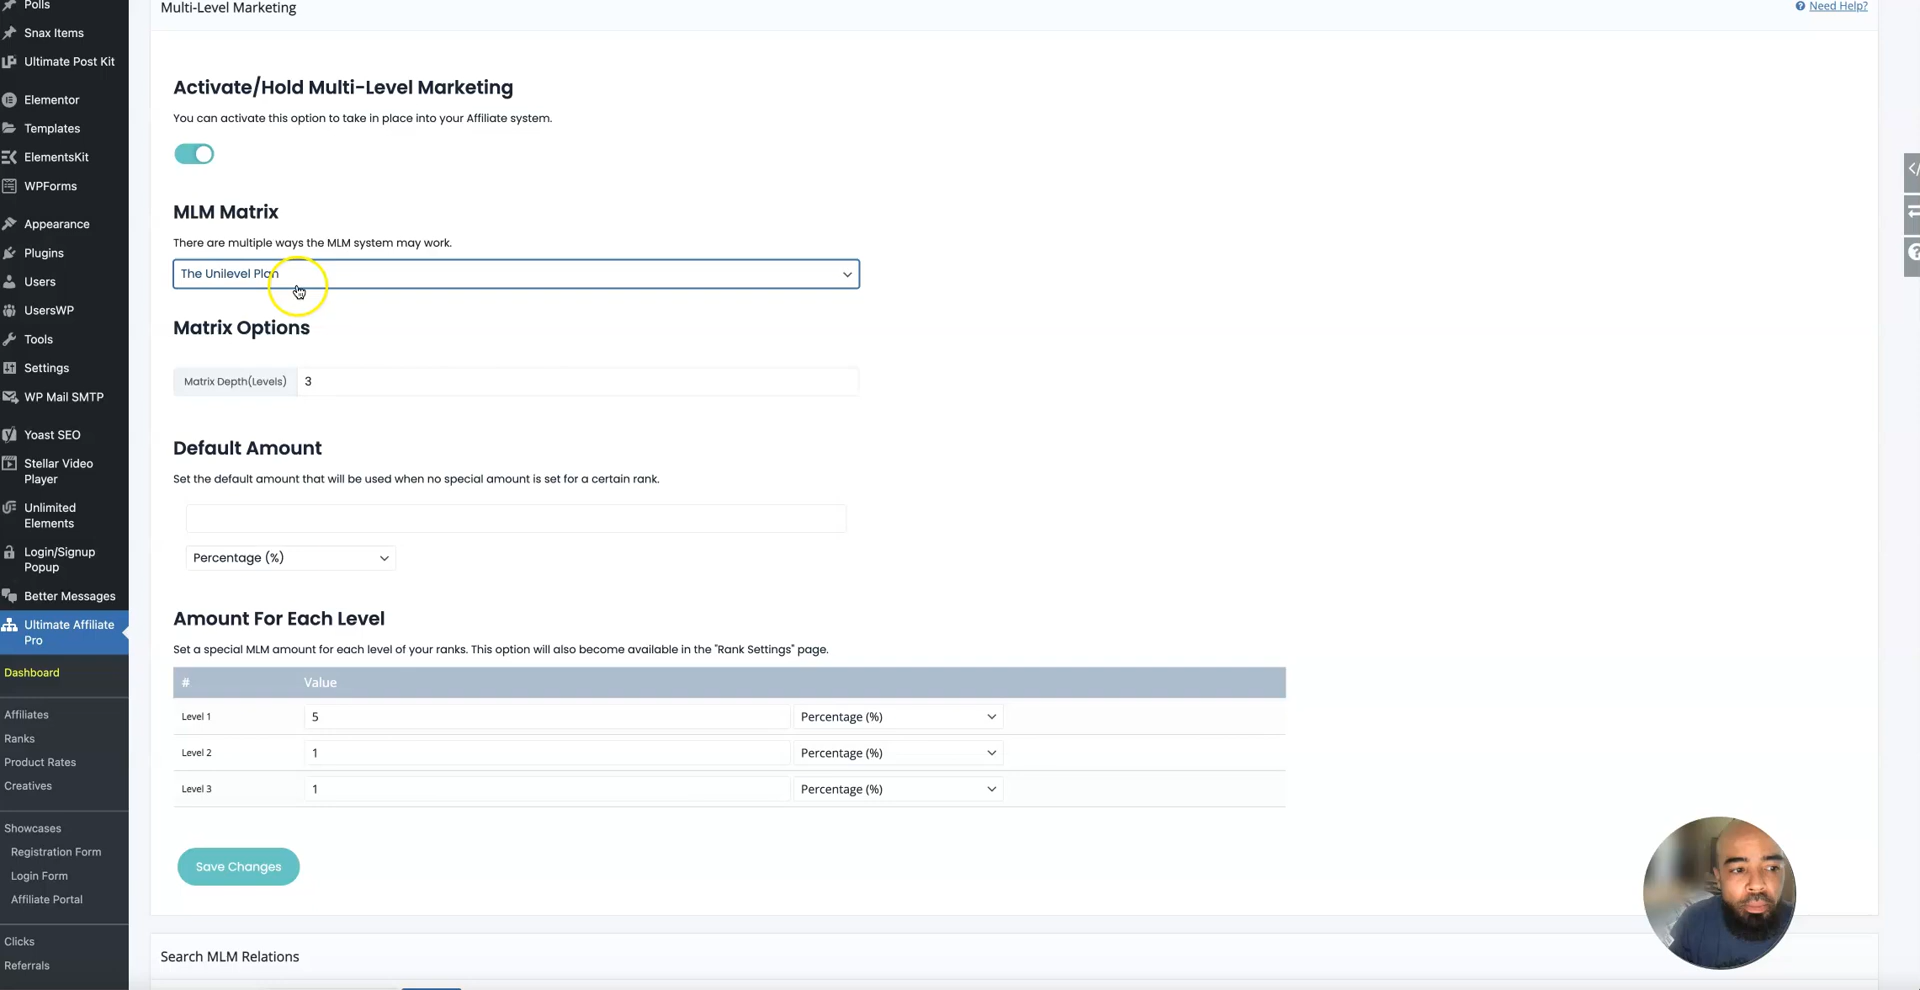 Polls
Snax Items
Ultimate Post Kit
Elementor
Templates
ElementsKit
WPForms
Appearance
Plugins
Users
UsersWP
Tools
Settings
WP Mail SMTP
Yoast SEO
Stellar Video
Player
Unlimited
Elements
Login/Signup
Popup
Better Messages
Ultimate Affiliate
Pro
Dashboard
Affiliates
Ranks
Product Rates
Creatives
Showcases
Registration Form
Login Form
Affiliate Portal
Clicks
Referrals
Multi-Level Marketing
Need Help?
Activate/Hold Multi-Level Marketing
You can activate this option to take in place into your Affiliate system.
MLM Matrix
There are multiple ways the MLM system may work.
The Unilevel Plan
Matrix Options
Matrix Depth(Levels) 3
Default Amount
Set the default amount that will be used when no special amount is set for a certain rank.
Percentage (%)
Amount For Each Level
Set a special MLM amount for each level of your ranks. This option will also become available in the "Rank Settings" page.
# Value
Level 1 5 Percentage (%)
Level 2 1 Percentage (%)
Level 3 1 Percentage (%)
Save Changes
Search MLM Relations